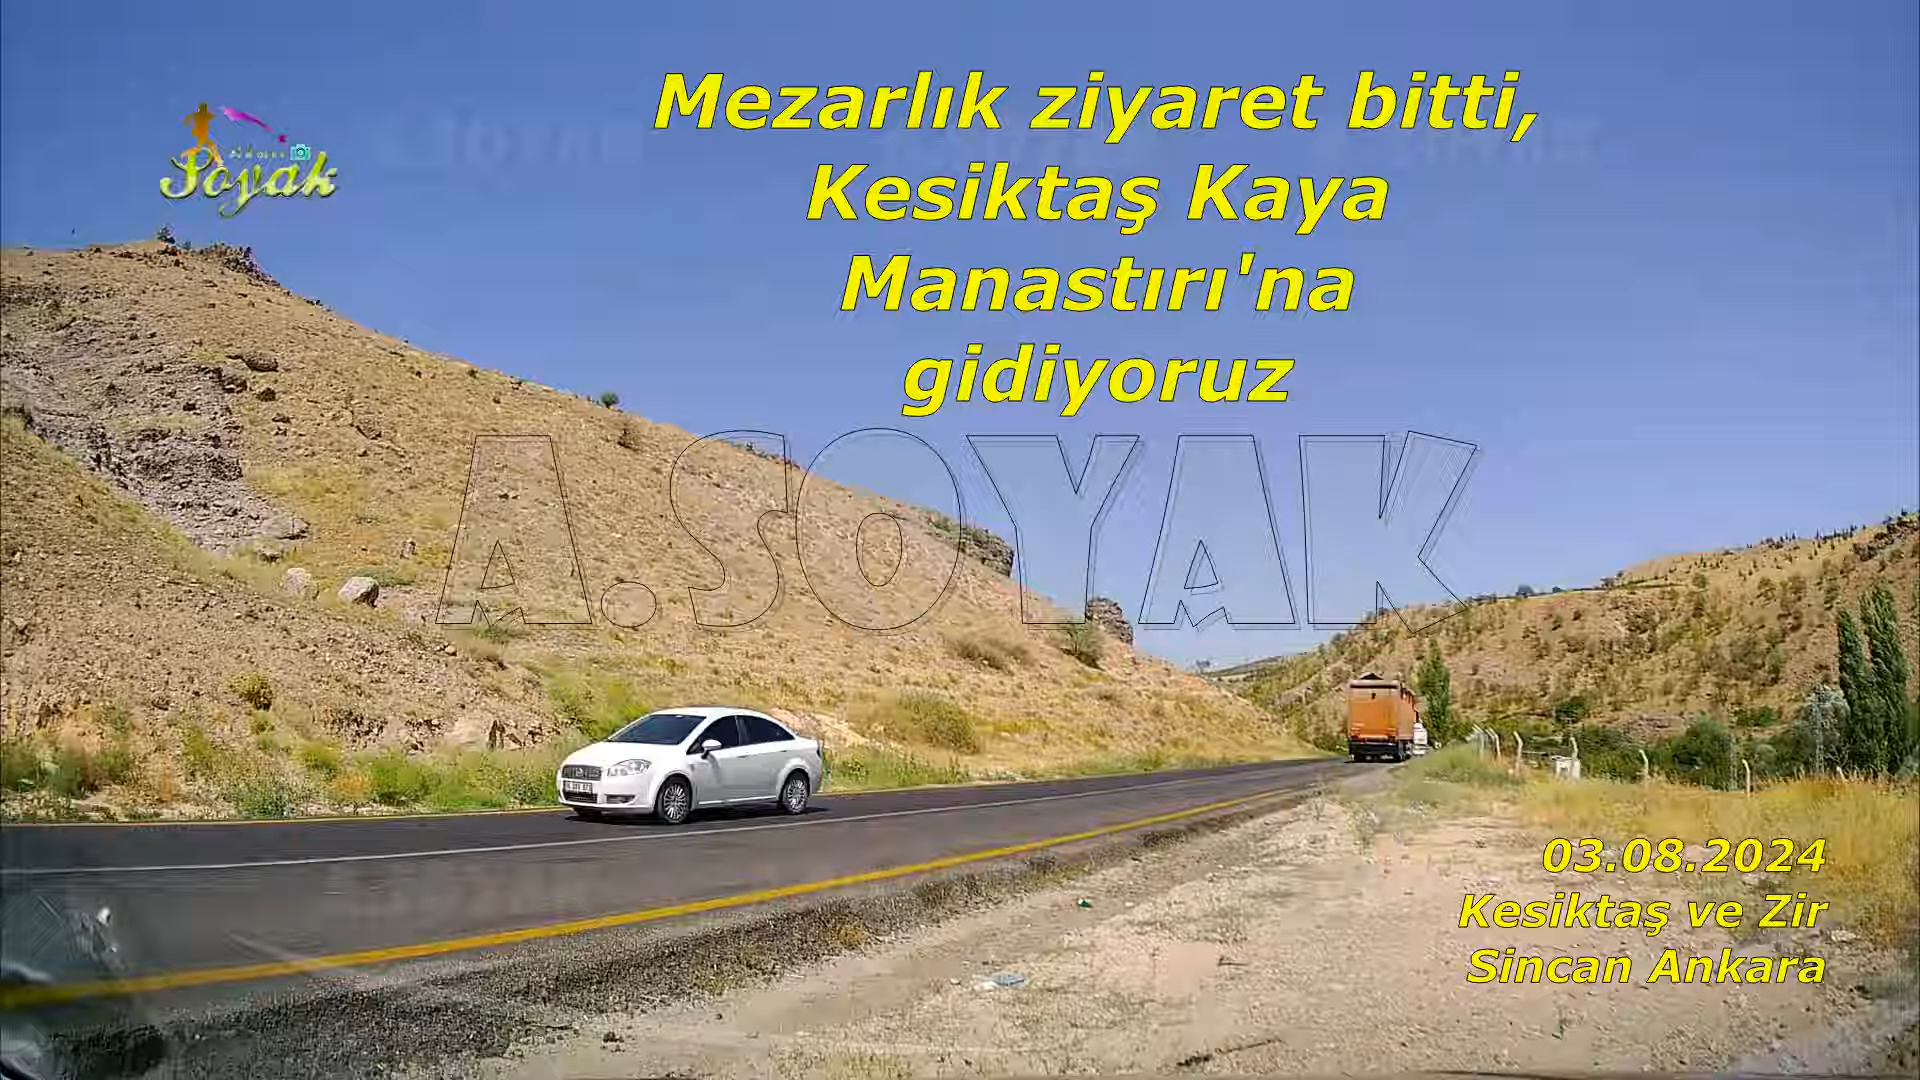 Soyak
Mezarlık ziyaret bitti,
Kesiktaş Kaya
Manastırı'na
gidiyoruz
A.SOYAK
03.08.2024
Kesiktaş ve Zir
Sincan Ankara